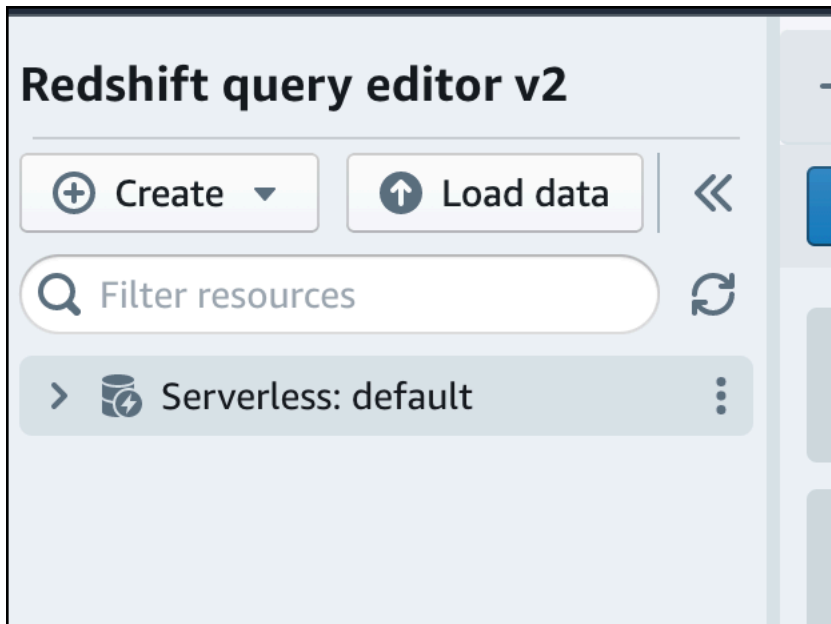 Redshift query editor v2
Create
Load data
Filter resources
Serverless: default